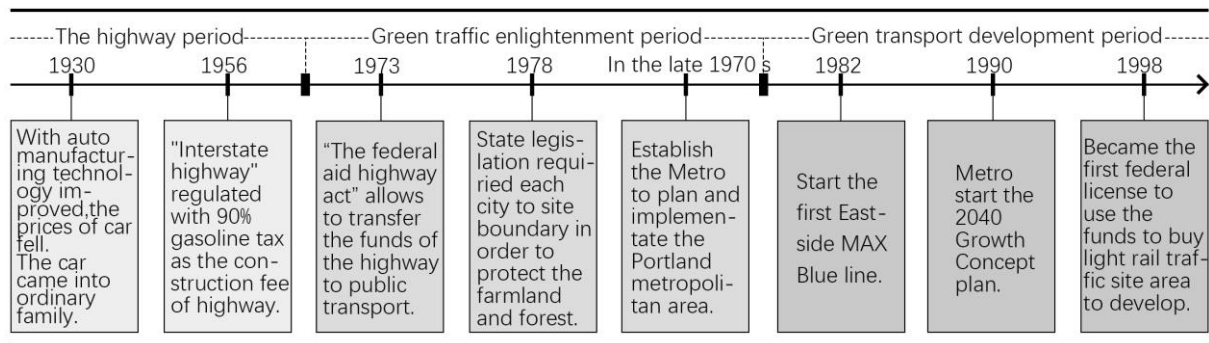 The highway period
Green traffic enlightenment period
Green transport development period
1930
1956
1973
1978
In the late 1970 s
1982
1990
1998
With auto
manufactur-
ing technol-
ogy im-
proved,the
prices of car
fell.
The car
came into
ordinary
family.
"Interstate
highway"
regulated
with 90%
gasoline tax
as the con-
struction fee
of highway.
“The federal
aid highway
act” allows
to transfer
the funds of
the highway
to public
transport.
State legis-
lation requi-
ried each
city to site
boundary in
order to
protect the
farmland
and forest.
Establish
the Metro
to plan and
implemen-
tate the
Portland
metropoli-
tan area.
Start the
first East-
side MAX
Blue line.
Metro
start the
2040
Growth
Concept
plan.
Became the
first federal
license to
use the
funds to buy
light rail traf-
fic site area
to develop.